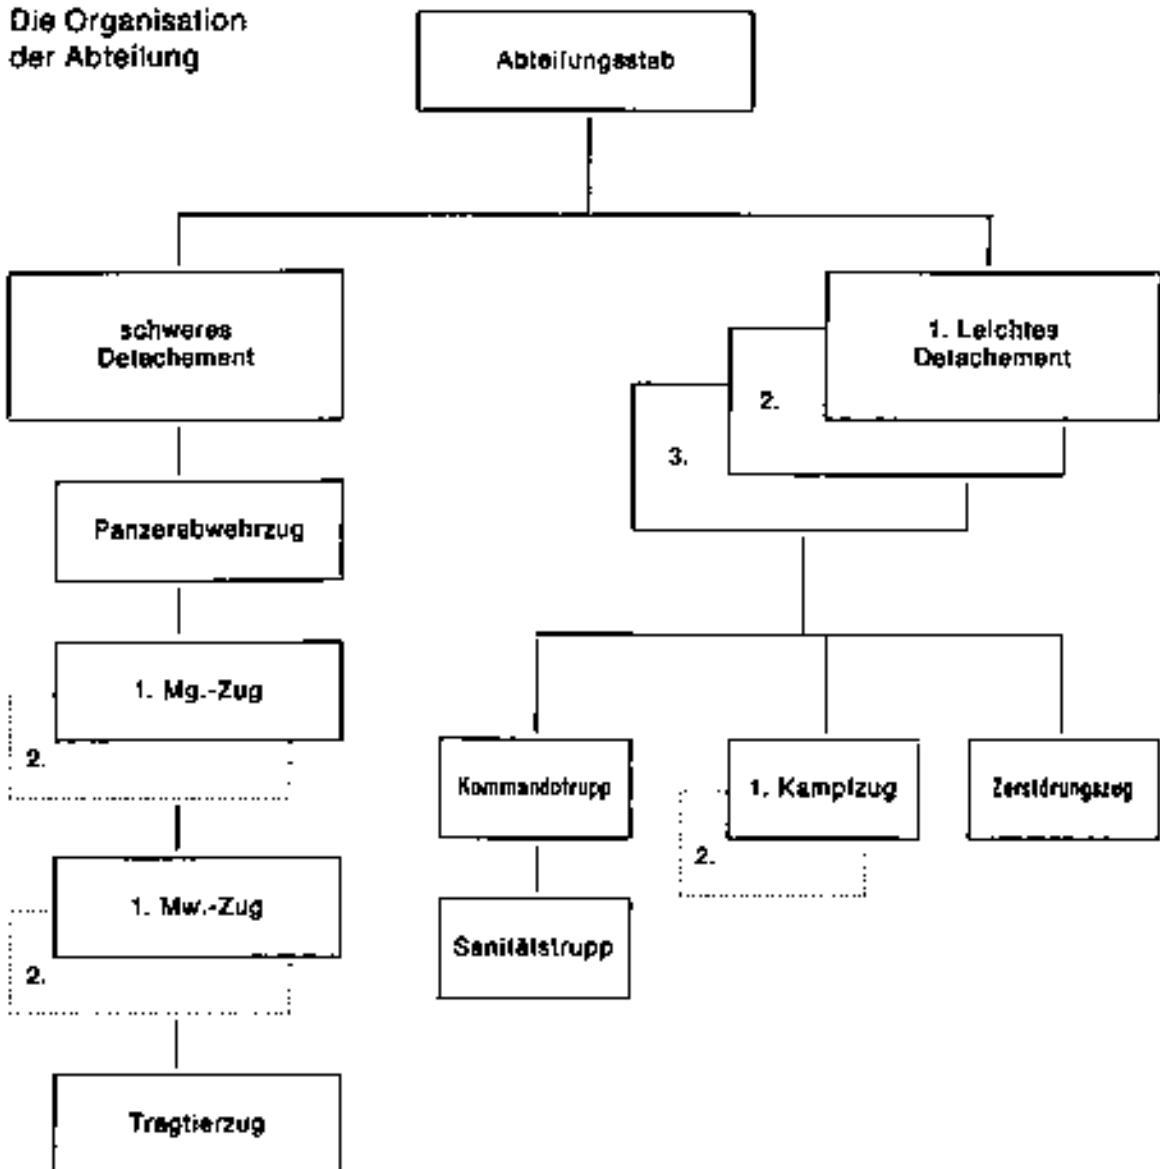 Die Organisation
der Abteilung
Abteilungsstab
schweres
Detachement
1. Leichtes
Detachement
2.
3.
Panzerabwehrzug
1. Mg.-Zug
2.
Kommandotrupp
1. Kampfzug
2.
Zerstörungszug
1. Mw.-Zug
2.
Sanitätstrupp
Tragtierzug